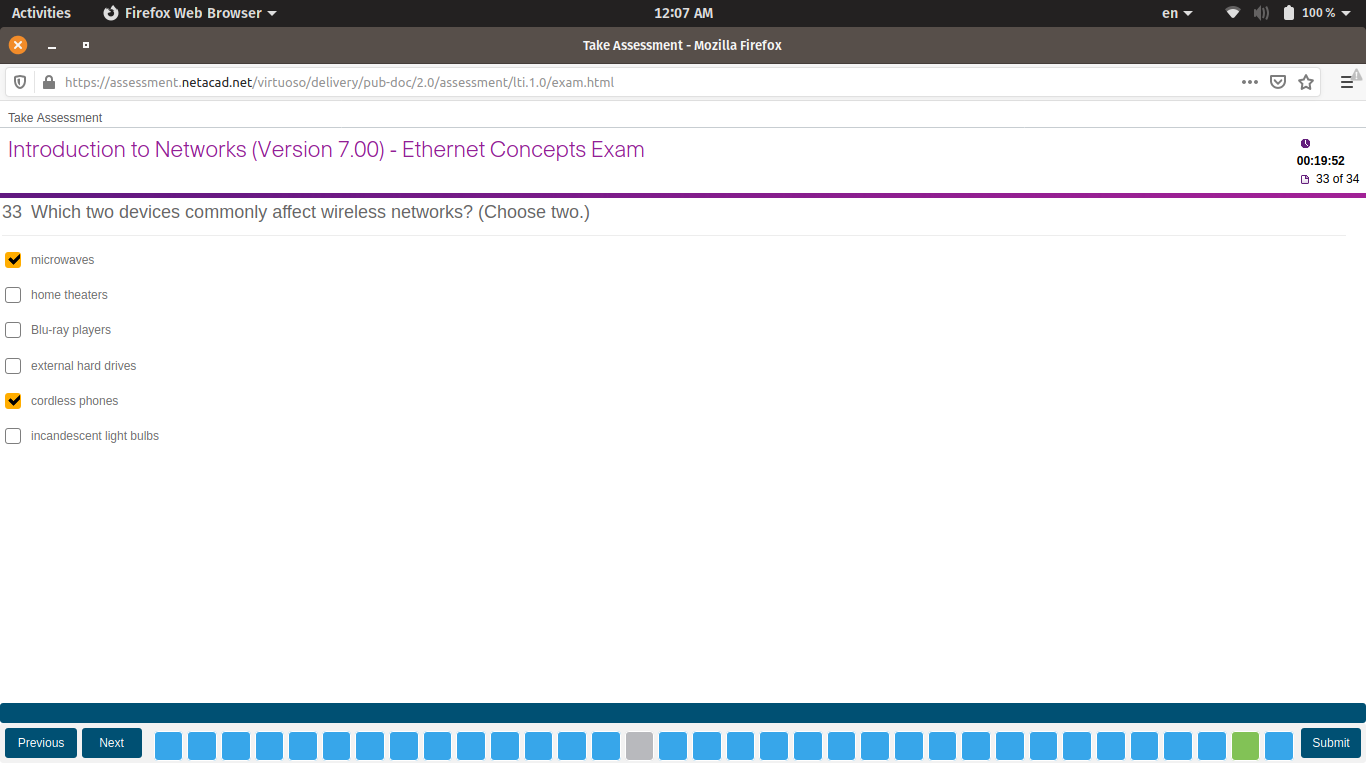 Activities Firefox Web Browser 12:07 AM en 100 %
Take Assessment - Mozilla Firefox
https://assessment.netacad.net/virtuoso/delivery/pub-doc/2.0/assessment/lti.1.0/exam.html
Take Assessment
Introduction to Networks (Version 7.00) - Ethernet Concepts Exam
00:19:52
33 of 34
33 Which two devices commonly affect wireless networks? (Choose two.)
microwaves
home theaters
Blu-ray players
external hard drives
cordless phones
incandescent light bulbs
Previous Next Submit